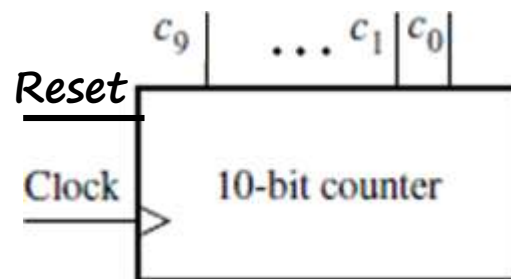 c₉ ... c₁ c₀
Reset
Clock
10-bit counter